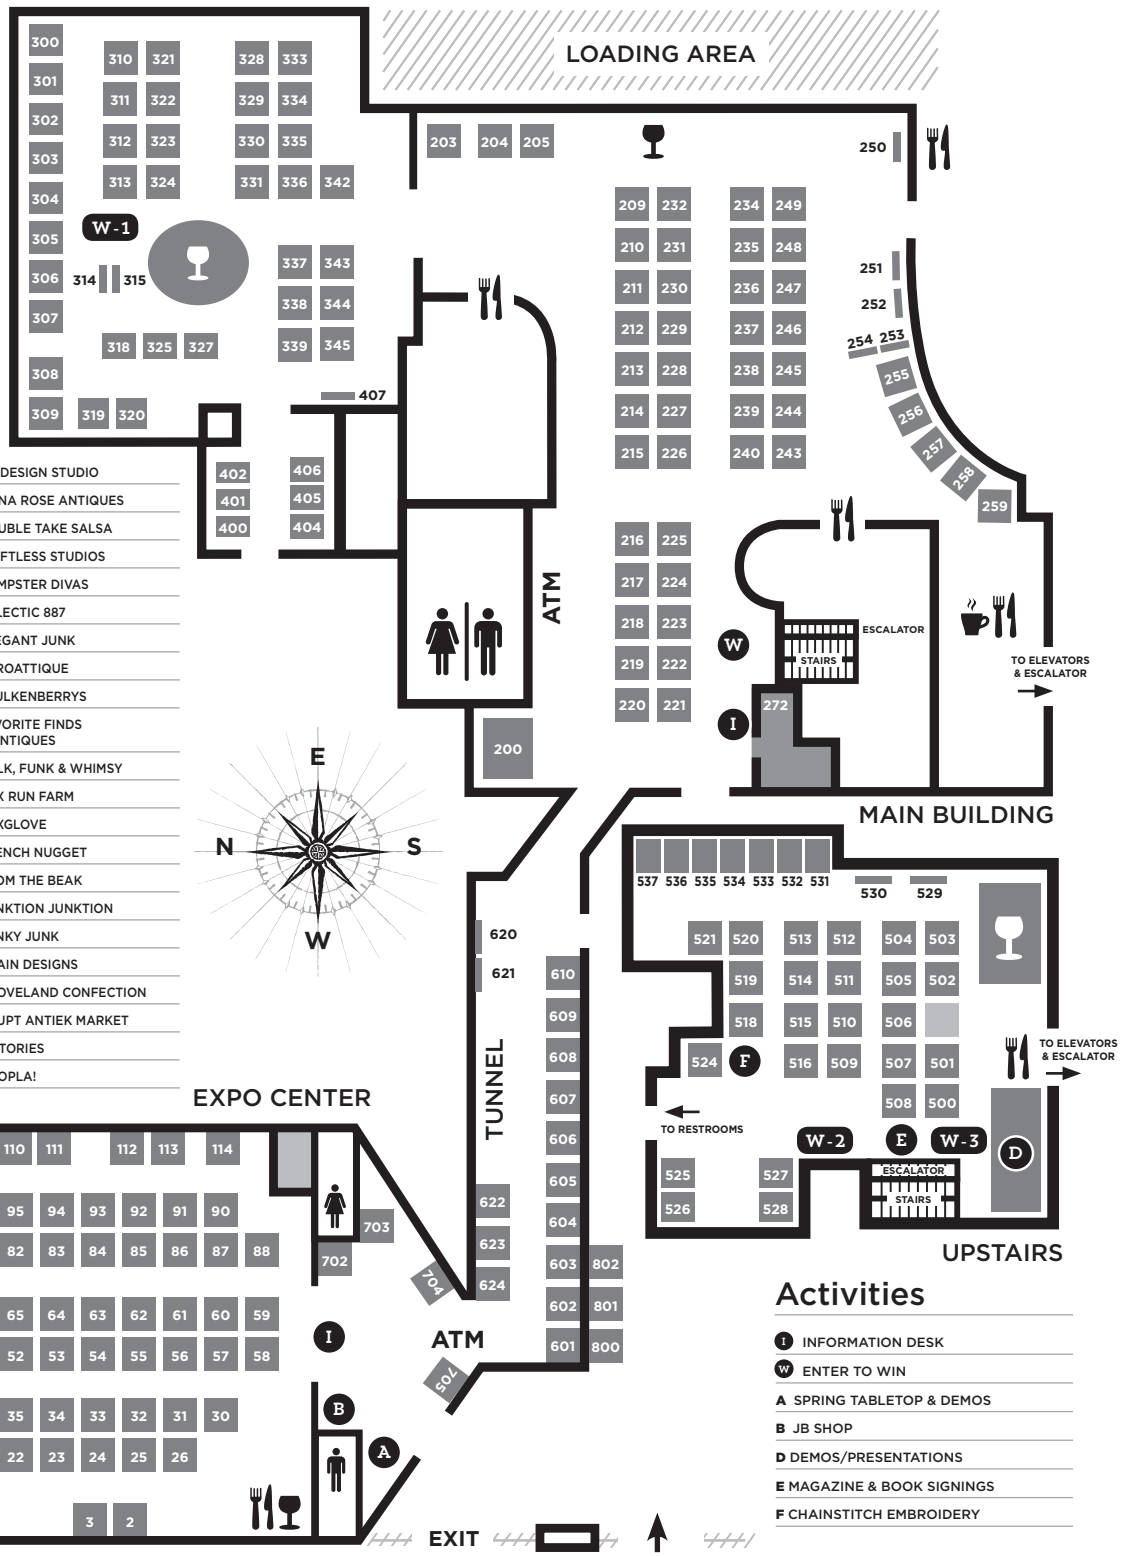 LOADING AREA
300
301
302
303
304
305
306
307
308
309
310 321
311 322
312 323
313 324
328 333
329 334
330 335
331 336 342
W-1
314 315
337 343
338 344
339 345
318 325 327
319 320
407
402
401
400
406
405
404
203 204 205
250
251
252
254 253
255
256
257
258
259
209 232
210 231
211 230
212 229
213 228
214 227
215 226
234 249
235 248
236 247
237 246
238 245
239 244
240 243
216 225
217 224
218 223
219 222
220 221
ATM
W
I
ESCALATOR
STAIRS
272
TO ELEVATORS
& ESCALATOR
200
MAIN BUILDING
DESIGN STUDIO
NA ROSE ANTIQUES
UBLE TAKE SALSA
FTLESS STUDIOS
MPSTER DIVAS
LECTIC 887
EGANT JUNK
ROATTIQUE
ULKENBERRYS
VORITE FINDS
NTIQUES
LK, FUNK & WHIMSY
X RUN FARM
XGLOVE
ENCH NUGGET
OM THE BEAK
NKTION JUNKTION
NKY JUNK
AIN DESIGNS
OVELAND CONFECTION
UPT ANTIEK MARKET
TORIES
OPLA!
E
N S
W
537 536 535 534 533 532 531
530 529
521 520 513 512 504 503
519 514 511 505 502
518 515 510 506
524 F 516 509 507 501
508 500
TO ELEVATORS
& ESCALATOR
TO RESTROOMS
W-2 E W-3
D
ESCALATOR
STAIRS
525 527
526 528
UPSTAIRS
620
621
TUNNEL
610
609
608
607
606
605
604
603 802
602 801
601 800
622
623
624
EXPO CENTER
110 111 112 113 114
95 94 93 92 91 90
82 83 84 85 86 87 88
65 64 63 62 61 60 59
52 53 54 55 56 57 58
35 34 33 32 31 30
22 23 24 25 26
3 2
703
702
704
I
ATM
705
B
A
EXIT
Activities
I INFORMATION DESK
W ENTER TO WIN
A SPRING TABLETOP & DEMOS
B JB SHOP
D DEMOS/PRESENTATIONS
E MAGAZINE & BOOK SIGNINGS
F CHAINSTITCH EMBROIDERY